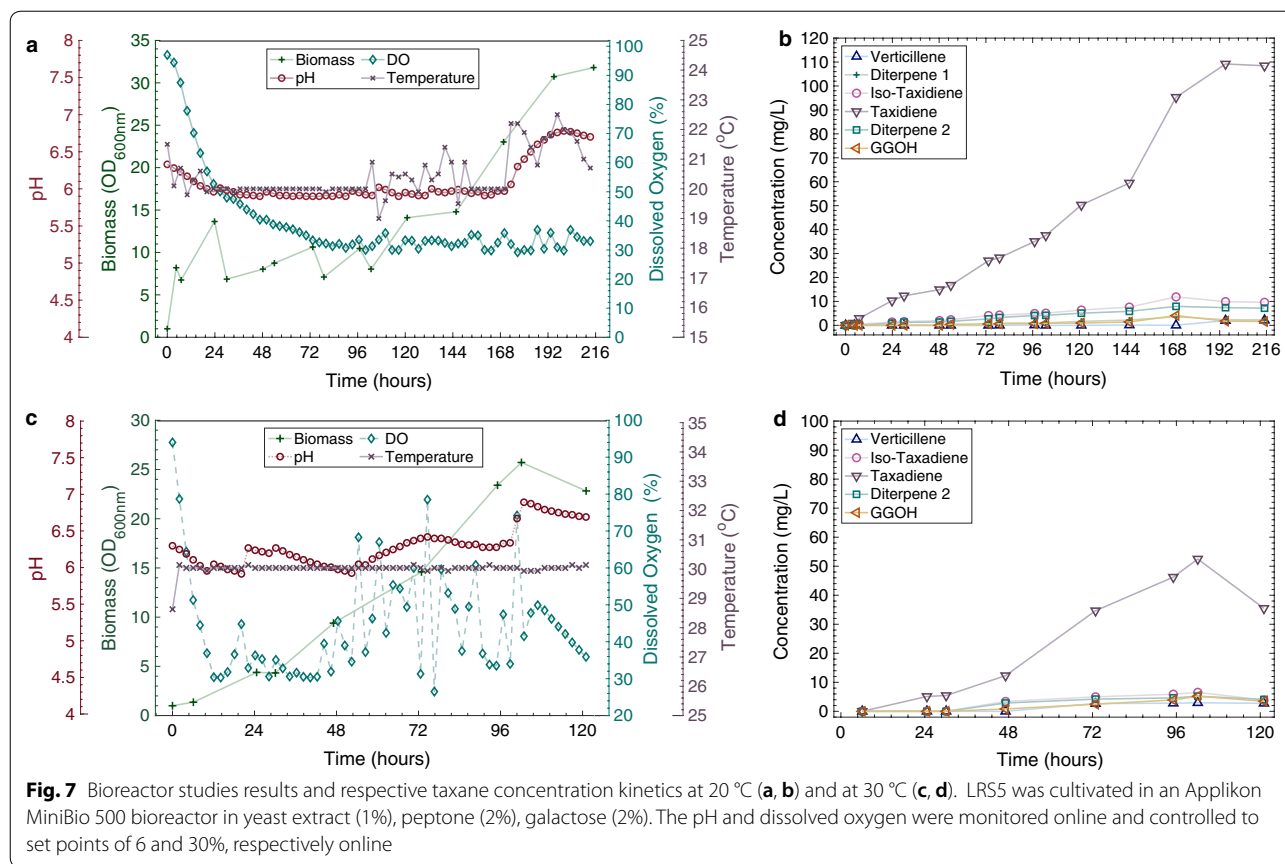 a
8
7.5
7
6.5
6
5.5
5
4.5
4
pH
35
30
25
20
15
10
5
0
Biomass (OD600nm)
Biomass DO
pH Temperature
100
90
80
70
60
50
40
30
20
10
0
Dissolved Oxygen (%)
25
24
23
22
21
20
19
18
17
16
15
Temperature (°C)
0 24 48 72 96 120 144 168 192 216
Time (hours)
b
120
110
100
90
80
70
60
50
40
30
20
10
0
Concentration (mg/L)
Verticillene
Diterpene 1
Iso-Taxidiene
Taxidiene
Diterpene 2
GGOH
0 24 48 72 96 120 144 168 192 216
Time (hours)
c
8
7.5
7
6.5
6
5.5
5
4.5
4
pH
30
25
20
15
10
5
0
Biomass (OD600nm)
Biomass DO
pH Temperature
100
90
80
70
60
50
40
30
20
Dissolved Oxygen (%)
35
34
33
32
31
30
29
28
27
26
25
Temperature (°C)
0 24 48 72 96 120
Time (hours)
d
100
90
80
70
60
50
40
30
20
10
0
Concentration (mg/L)
Verticillene
Iso-Taxadiene
Taxadiene
Diterpene 2
GGOH
0 24 48 72 96 120
Time (hours)
Fig. 7 Bioreactor studies results and respective taxane concentration kinetics at 20 °C (a, b) and at 30 °C (c, d). LRS5 was cultivated in an Applikon
MiniBio 500 bioreactor in yeast extract (1%), peptone (2%), galactose (2%). The pH and dissolved oxygen were monitored online and controlled to
set points of 6 and 30%, respectively online